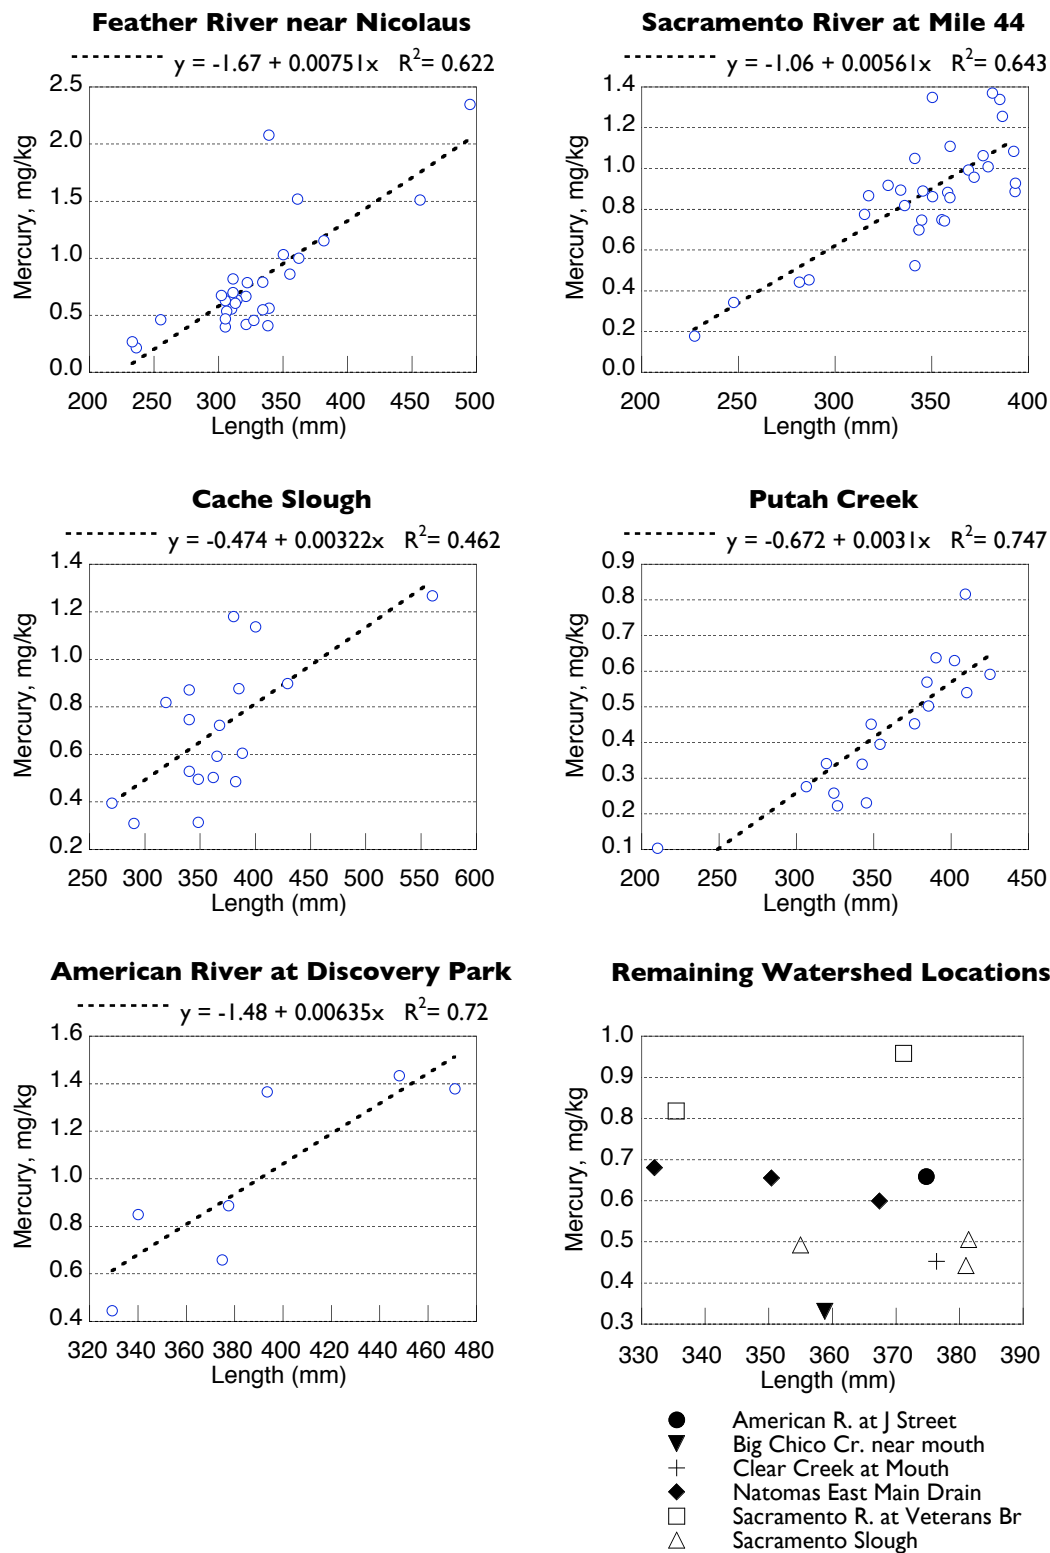 Feather River near Nicolaus
y = -1.67 + 0.00751x R²= 0.622
Mercury, mg/kg
2.5
2.0
1.5
1.0
0.5
0.0
200 250 300 350 400 450 500
Length (mm)
Sacramento River at Mile 44
y = -1.06 + 0.00561x R²= 0.643
Mercury, mg/kg
1.4
1.2
1.0
0.8
0.6
0.4
0.2
0.0
200 250 300 350 400
Length (mm)
Cache Slough
y = -0.474 + 0.00322x R²= 0.462
Mercury, mg/kg
1.4
1.2
1.0
0.8
0.6
0.4
0.2
250 300 350 400 450 500 550 600
Length (mm)
Putah Creek
y = -0.672 + 0.0031x R²= 0.747
Mercury, mg/kg
0.9
0.8
0.7
0.6
0.5
0.4
0.3
0.2
0.1
200 250 300 350 400 450
Length (mm)
American River at Discovery Park
y = -1.48 + 0.00635x R²= 0.72
Mercury, mg/kg
1.6
1.4
1.2
1.0
0.8
0.6
0.4
320 340 360 380 400 420 440 460 480
Length (mm)
Remaining Watershed Locations
Mercury, mg/kg
1.0
0.9
0.8
0.7
0.6
0.5
0.4
0.3
330 340 350 360 370 380 390
Length (mm)
American R. at J Street
Big Chico Cr. near mouth
Clear Creek at Mouth
Natomas East Main Drain
Sacramento R. at Veterans Br
Sacramento Slough